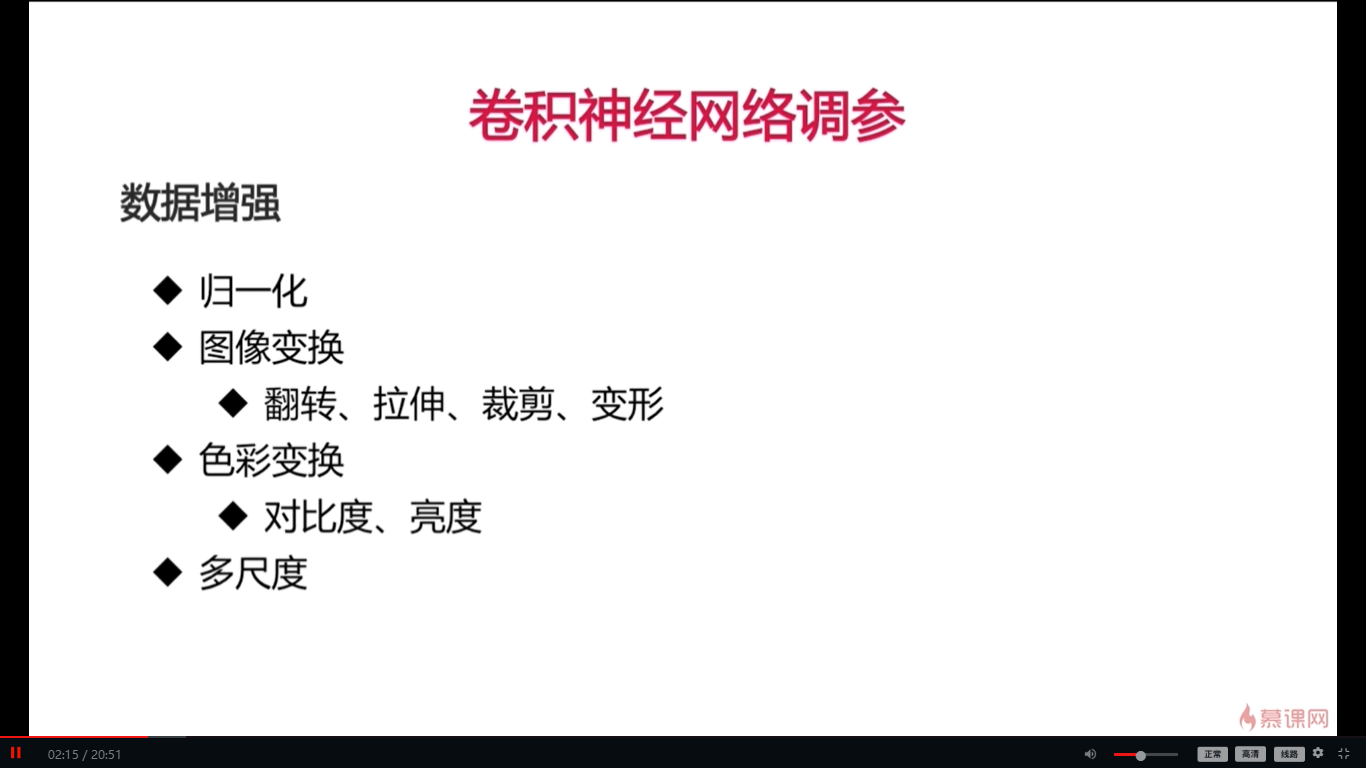 卷积神经网络调参
数据增强
◆ 归一化
◆ 图像变换
◆ 翻转、拉伸、裁剪、变形
◆ 色彩变换
◆ 对比度、亮度
◆ 多尺度
慕课网
02:15 / 20:51
正常 高清 线路